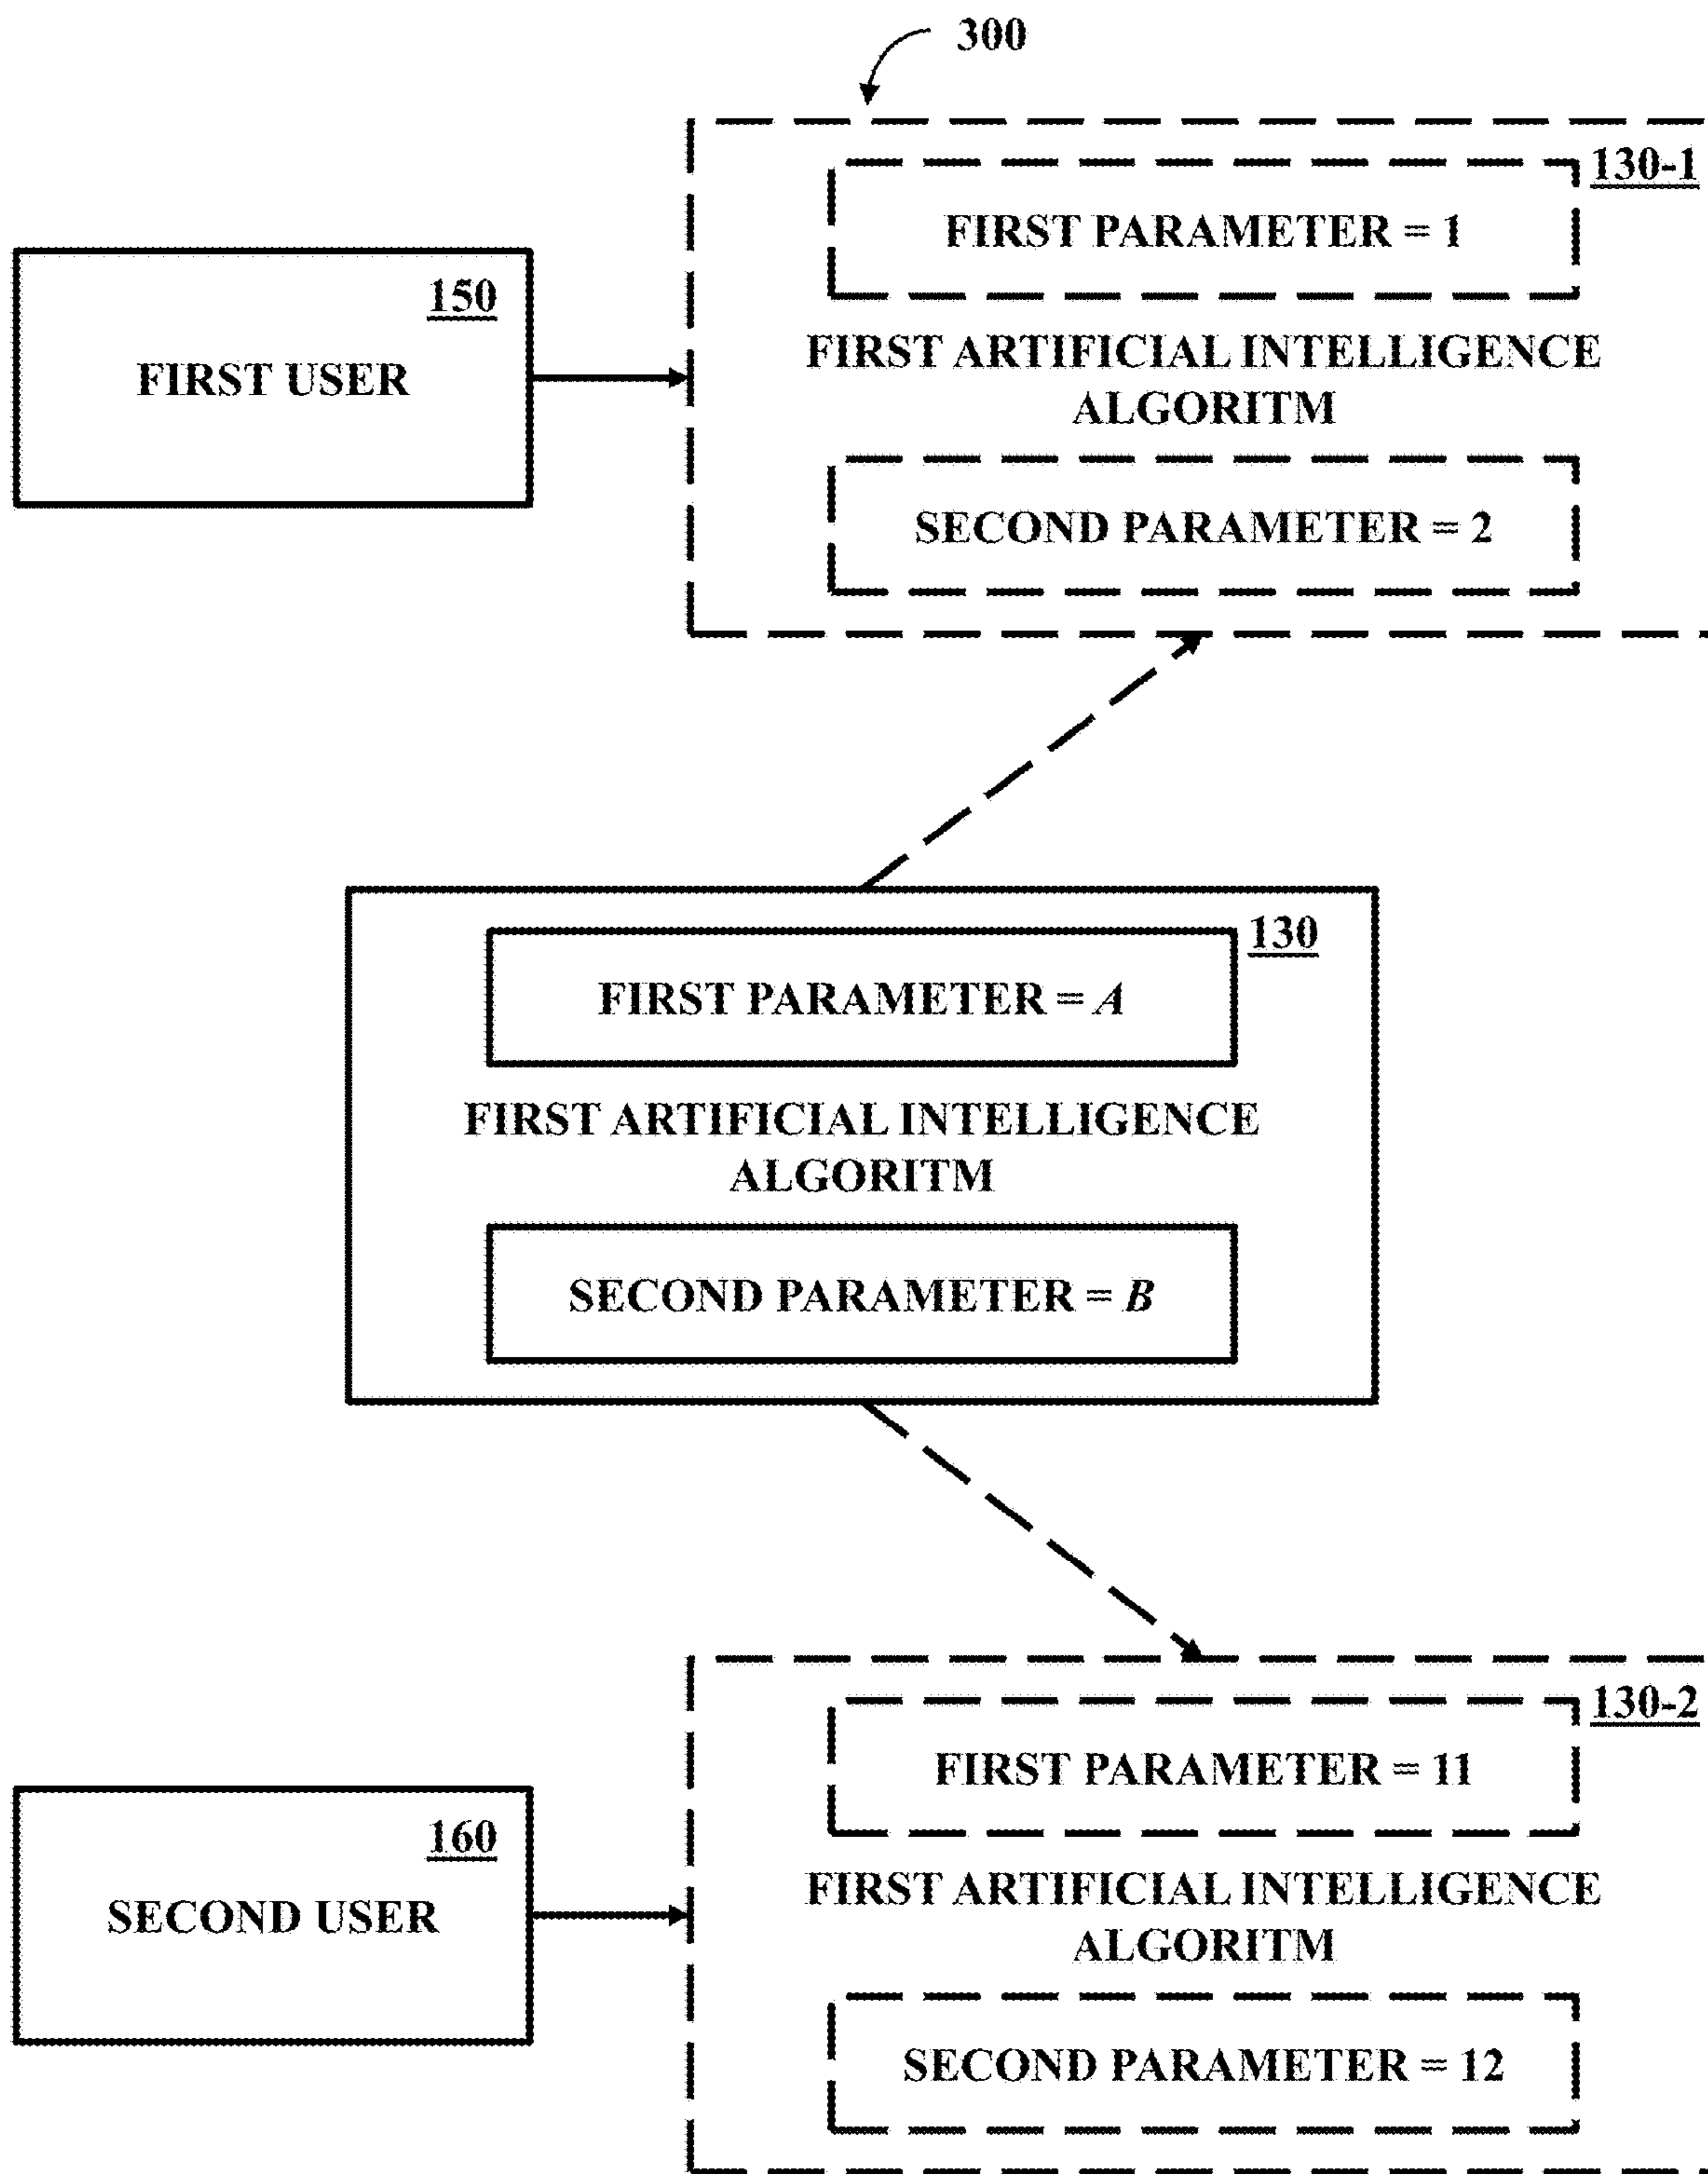 300
130-1
FIRST PARAMETER = 1
150
FIRST USER
FIRST ARTIFICIAL INTELLIGENCE
ALGORITM
SECOND PARAMETER = 2
130
FIRST PARAMETER = A
FIRST ARTIFICIAL INTELLIGENCE
ALGORITM
SECOND PARAMETER = B
130-2
FIRST PARAMETER = 11
160
SECOND USER
FIRST ARTIFICIAL INTELLIGENCE
ALGORITM
SECOND PARAMETER = 12